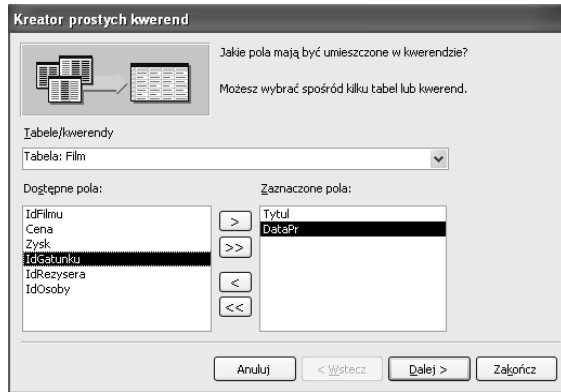 Kreator prostych kwerend
Jakie pola mają być umieszczone w kwerendzie?
Możesz wybrać spośród kilku tabel lub kwerend.
Tabele/kwerendy
Tabela: Film
Dostępne pola:
Zaznaczone pola:
IdFilmu
Cena
Zysk
IdGatunku
IdRezysera
IdOsoby
>
>>
<
<<
Tytul
DataPr
Anuluj
< Wstecz
Dalej >
Zakończ